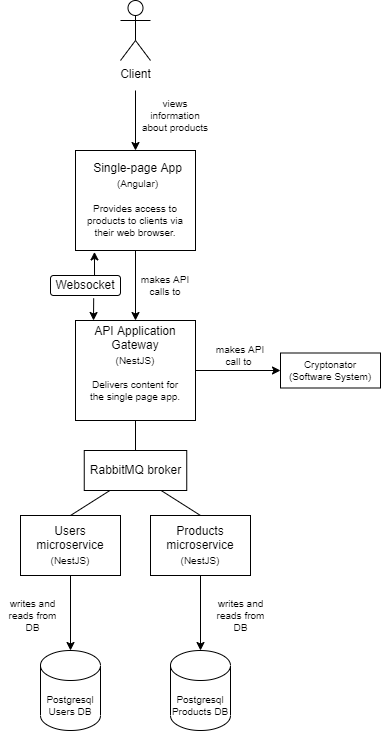 Client
views
information
about products
Single-page App
(Angular)
Provides access to
products to clients via
their web browser.
Websocket
makes API
calls to
API Application
Gateway
(NestJS)
Delivers content for
the single page app.
makes API
call to
Cryptonator
(Software System)
RabbitMQ broker
Users
microservice
(NestJS)
Products
microservice
(NestJS)
writes and
reads from
DB
writes and
reads from
DB
Postgresql
Users DB
Postgresql
Products DB